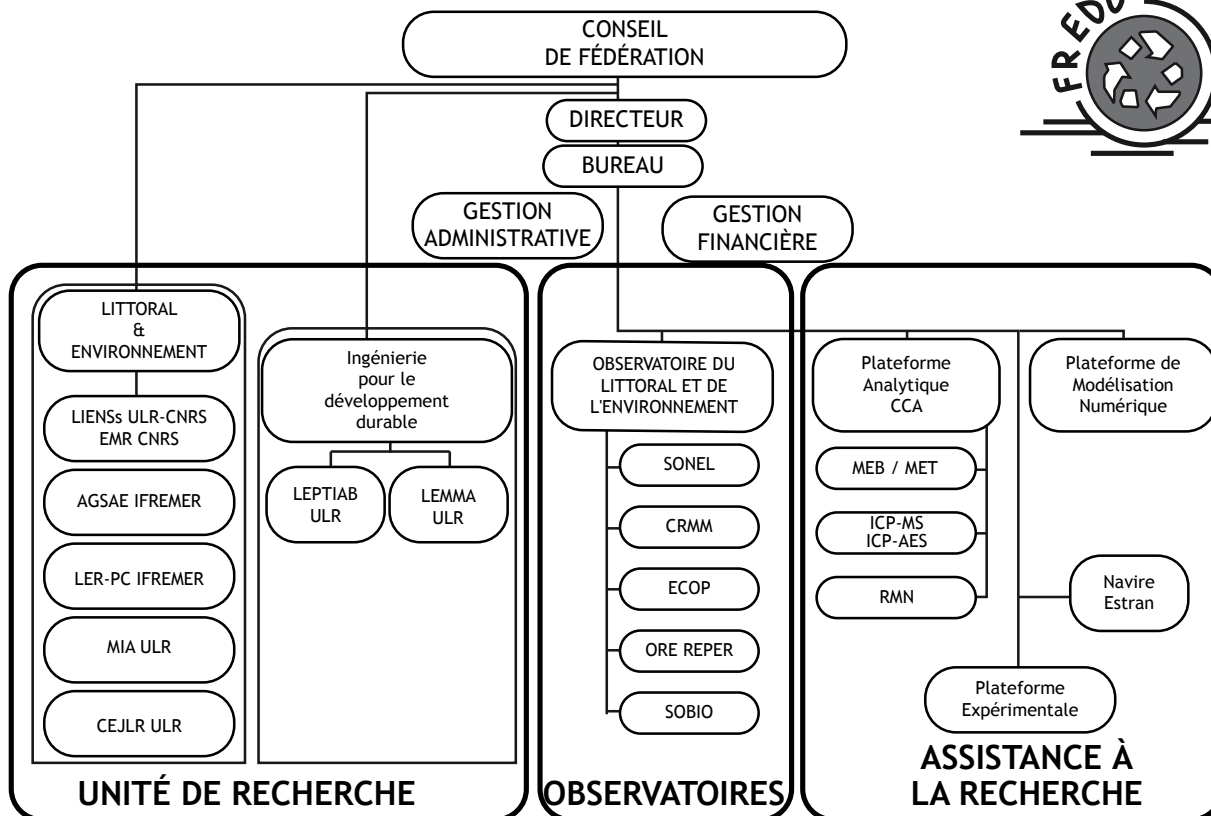 CONSEIL
DE FÉDÉRATION
FREDD
DIRECTEUR
BUREAU
GESTION
ADMINISTRATIVE
GESTION
FINANCIÈRE
LITTORAL
&
ENVIRONNEMENT
LIENSs ULR-CNRS
EMR CNRS
AGSAE IFREMER
LER-PC IFREMER
MIA ULR
CEJLR ULR
Ingénierie
pour le
développement
durable
LEPTIAB
ULR
LEMMA
ULR
UNITÉ DE RECHERCHE
OBSERVATOIRE DU
LITTORAL ET DE
L'ENVIRONNEMENT
SONEL
CRMM
ECOP
ORE REPER
SOBIO
OBSERVATOIRES
Plateforme
Analytique
CCA
MEB / MET
ICP-MS
ICP-AES
RMN
Plateforme de
Modélisation
Numérique
Navire
Estran
Plateforme
Expérimentale
ASSISTANCE À
LA RECHERCHE